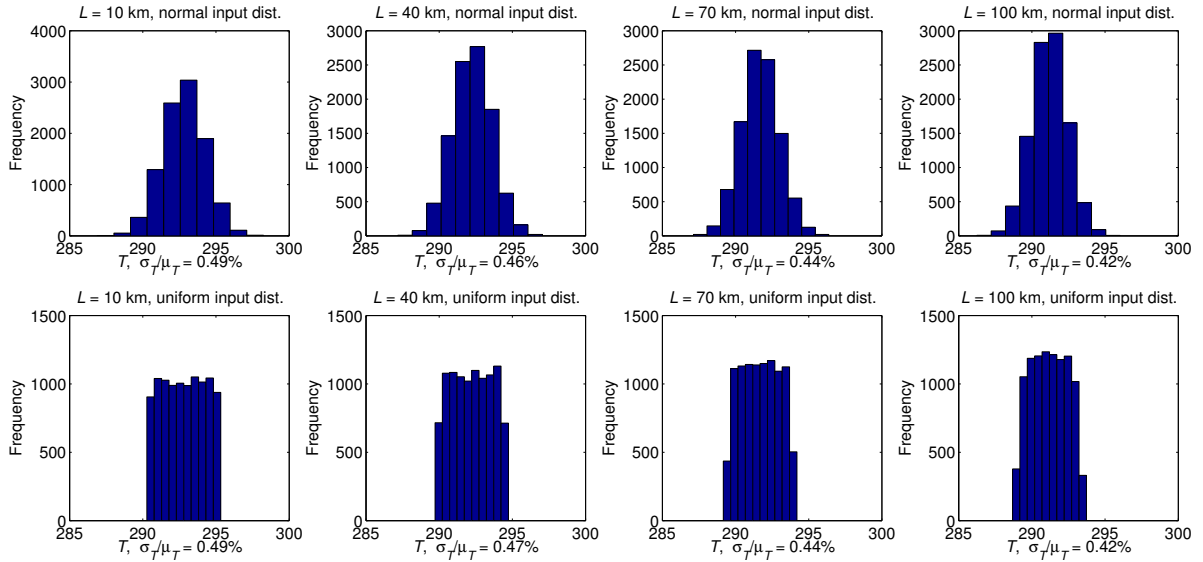 L = 10 km, normal input dist.
L = 40 km, normal input dist.
L = 70 km, normal input dist.
L = 100 km, normal input dist.
4000
3000
2000
1000
0
Frequency
285 290 295 300
T, σT/μT = 0.49%
3000
2500
2000
1500
1000
500
0
Frequency
285 290 295 300
T, σT/μT = 0.46%
3000
2500
2000
1500
1000
500
0
Frequency
285 290 295 300
T, σT/μT = 0.44%
3000
2500
2000
1500
1000
500
0
Frequency
285 290 295 300
T, σT/μT = 0.42%
L = 10 km, uniform input dist.
L = 40 km, uniform input dist.
L = 70 km, uniform input dist.
L = 100 km, uniform input dist.
1500
1000
500
0
Frequency
285 290 295 300
T, σT/μT = 0.49%
1500
1000
500
0
Frequency
285 290 295 300
T, σT/μT = 0.47%
1500
1000
500
0
Frequency
285 290 295 300
T, σT/μT = 0.44%
1500
1000
500
0
Frequency
285 290 295 300
T, σT/μT = 0.42%